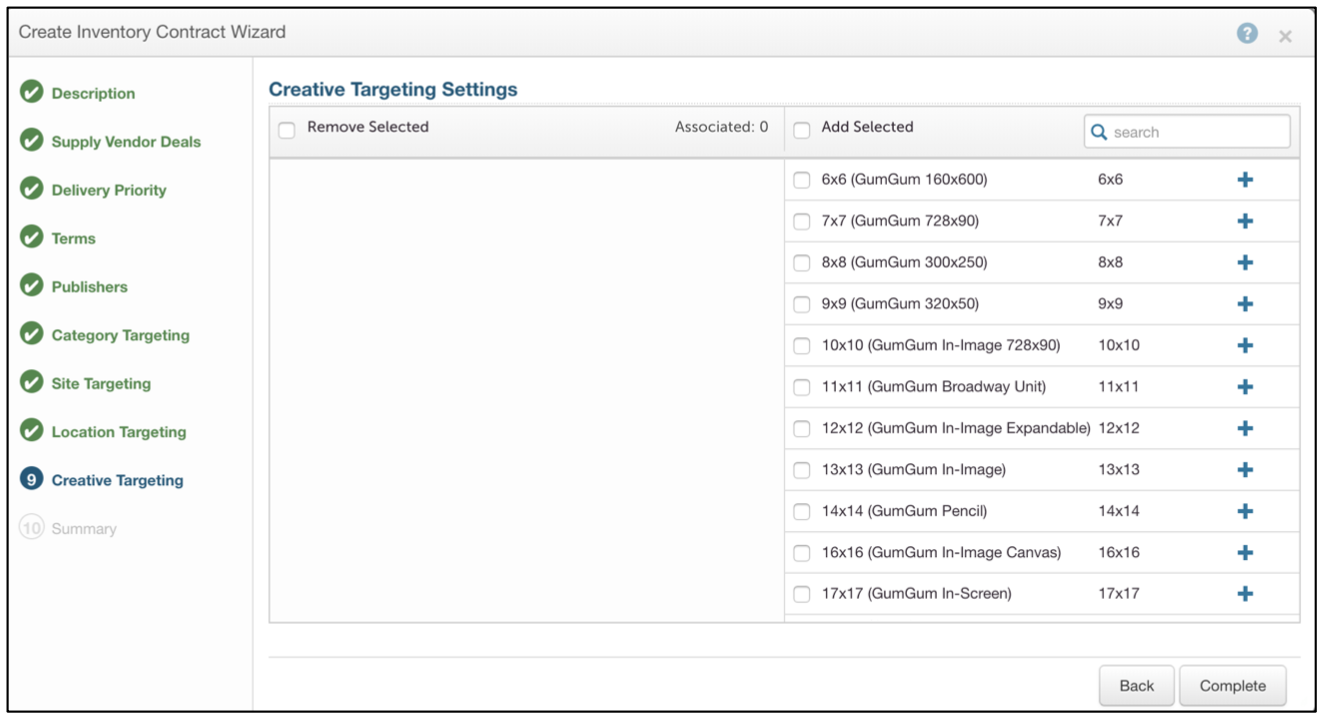 Create Inventory Contract Wizard
?
Description
Supply Vendor Deals
Delivery Priority
Terms
Publishers
Category Targeting
Site Targeting
Location Targeting
9 Creative Targeting
10 Summary
Creative Targeting Settings
Remove Selected Associated: 0
Add Selected search
6x6 (GumGum 160x600) 6x6
7x7 (GumGum 728x90) 7x7
8x8 (GumGum 300x250) 8x8
9x9 (GumGum 320x50) 9x9
10x10 (GumGum In-Image 728x90) 10x10
11x11 (GumGum Broadway Unit) 11x11
12x12 (GumGum In-Image Expandable) 12x12
13x13 (GumGum In-Image) 13x13
14x14 (GumGum Pencil) 14x14
16x16 (GumGum In-Image Canvas) 16x16
17x17 (GumGum In-Screen) 17x17
Back Complete